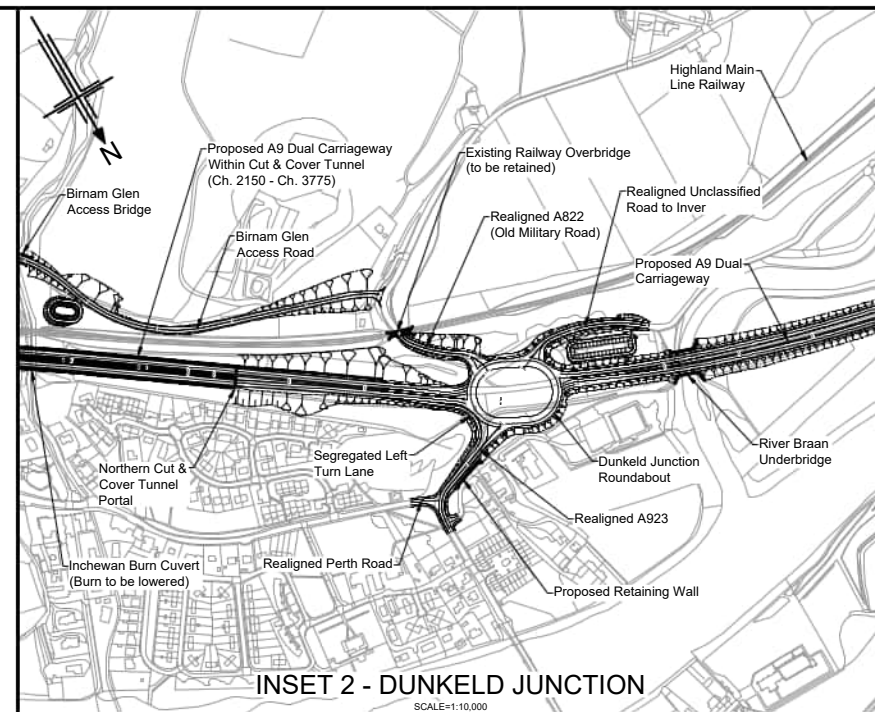 N
Highland Main
Line Railway
Proposed A9 Dual Carriageway
Within Cut & Cover Tunnel
(Ch. 2150 - Ch. 3775)
Existing Railway Overbridge
(to be retained)
Birnam Glen
Access Bridge
Realigned Unclassified
Road to Inver
Realigned A822
(Old Military Road)
Birnam Glen
Access Road
Proposed A9 Dual
Carriageway
Segregated Left
Turn Lane
Northern Cut &
Cover Tunnel
Portal
Dunkeld Junction
Roundabout
River Braan
Underbridge
Realigned A923
Inchewan Burn Cuvert
(Burn to be lowered)
Realigned Perth Road
Proposed Retaining Wall
INSET 2 - DUNKELD JUNCTION
SCALE=1:10,000